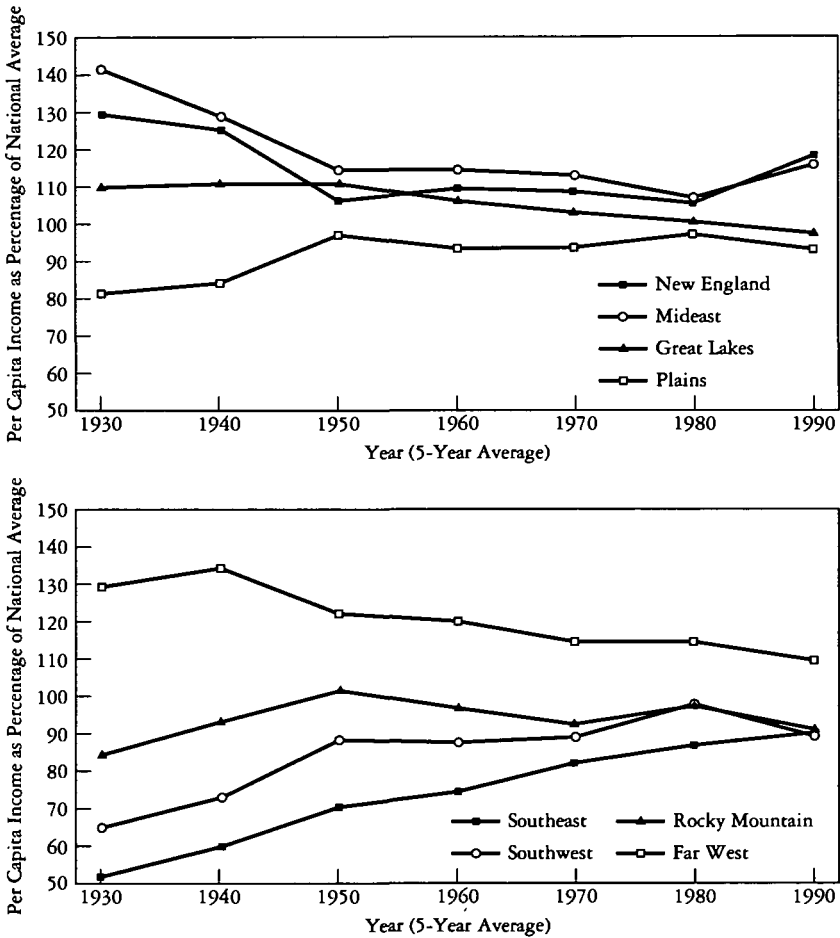 Per Capita Income as Percentage of National Average
150
140
130
120
110
100
90
80
70
60
50
New England
Mideast
Great Lakes
Plains
1930 1940 1950 1960 1970 1980 1990
Year (5-Year Average)
Per Capita Income as Percentage of National Average
150
140
130
120
110
100
90
80
70
60
50
Southeast Rocky Mountain
Southwest Far West
1930 1940 1950 1960 1970 1980 1990
Year (5-Year Average)